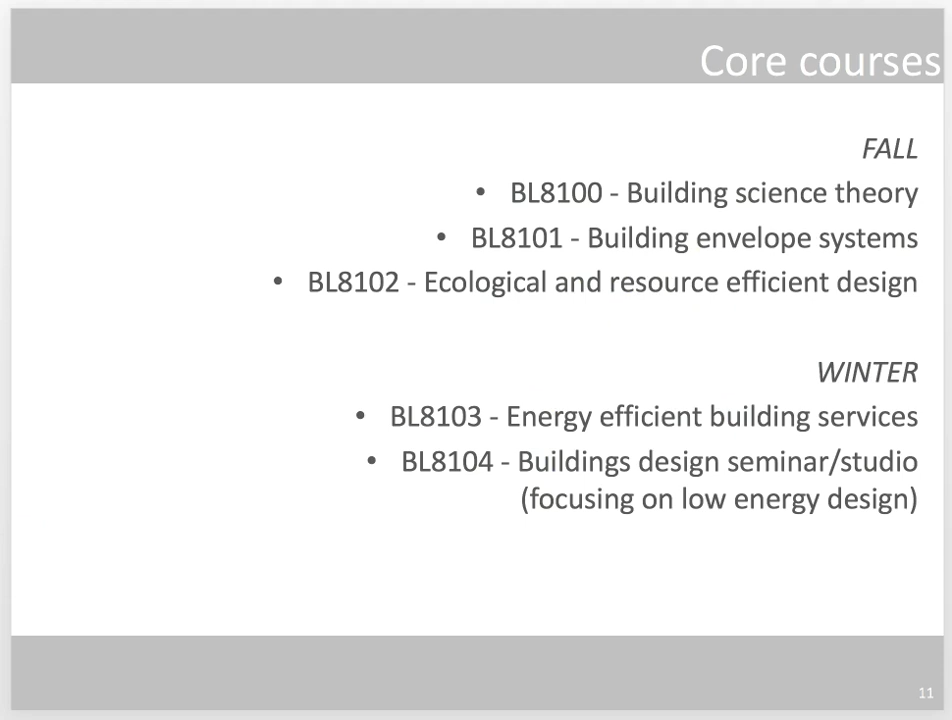 Core courses
FALL
• BL8100 - Building science theory
• BL8101 - Building envelope systems
• BL8102 - Ecological and resource efficient design
WINTER
• BL8103 - Energy efficient building services
• BL8104 - Buildings design seminar/studio
(focusing on low energy design)
11